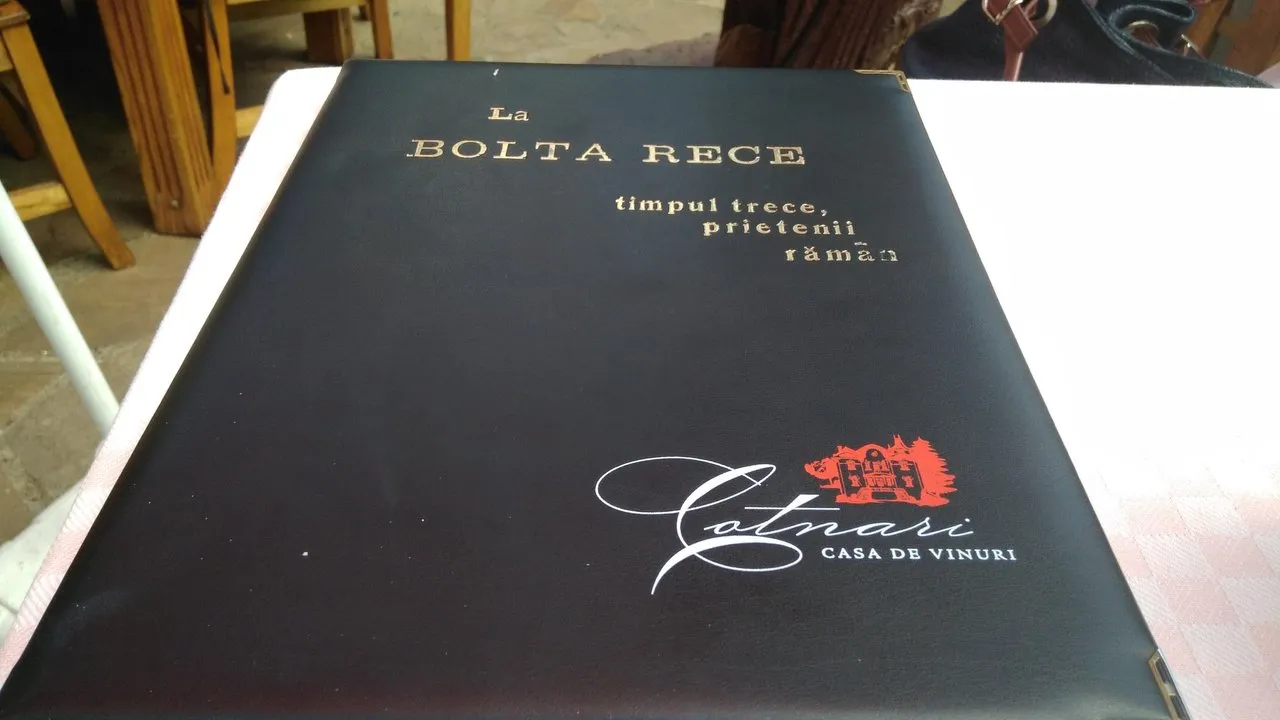 La
BOLTA RECE
timpul trece,
prietenii
rămân
Cotnari
CASA DE VINURI